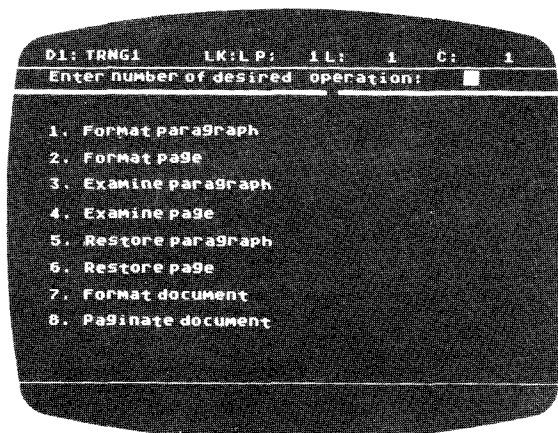 D1: TRNG1 LK:L P: 1 L: 1 C: 1
Enter number of desired operation:
1. Format paragraph
2. Format page
3. Examine paragraph
4. Examine page
5. Restore paragraph
6. Restore page
7. Format document
8. Paginate document